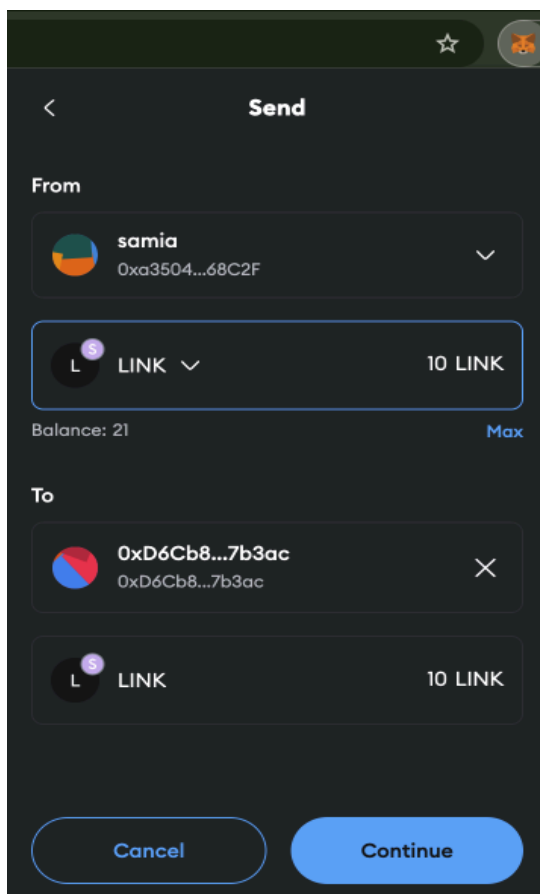 Send
From
samia
0xa3504...68C2F
S
L LINK 10 LINK
Balance: 21 Max
To
0xD6Cb8...7b3ac
0xD6Cb8...7b3ac
S
L LINK 10 LINK
Cancel Continue